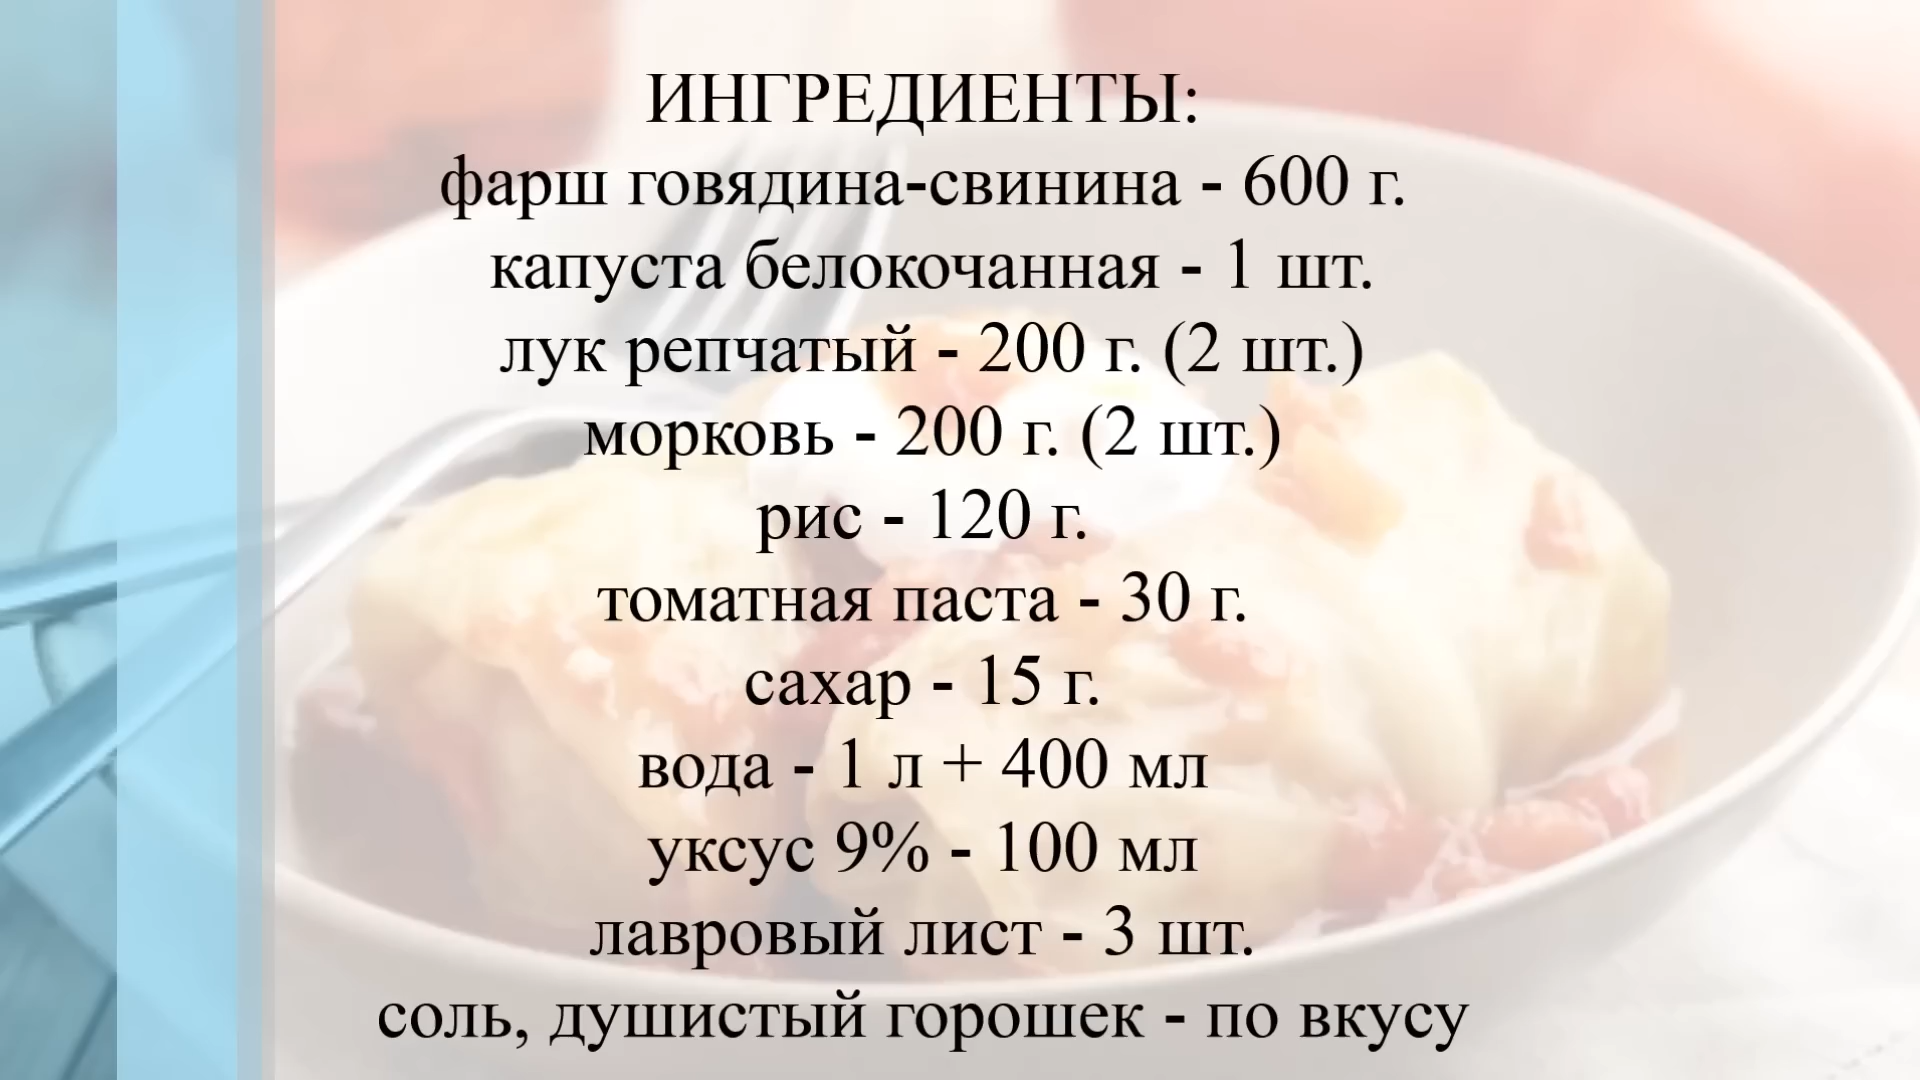 ИНГРЕДИЕНТЫ:
фарш говядина-свинина - 600 г.
капуста белокочанная - 1 шт.
лук репчатый - 200 г. (2 шт.)
морковь - 200 г. (2 шт.)
рис - 120 г.
томатная паста - 30 г.
сахар - 15 г.
вода - 1 л + 400 мл
уксус 9% - 100 мл
лавровый лист - 3 шт.
соль, душистый горошек - по вкусу